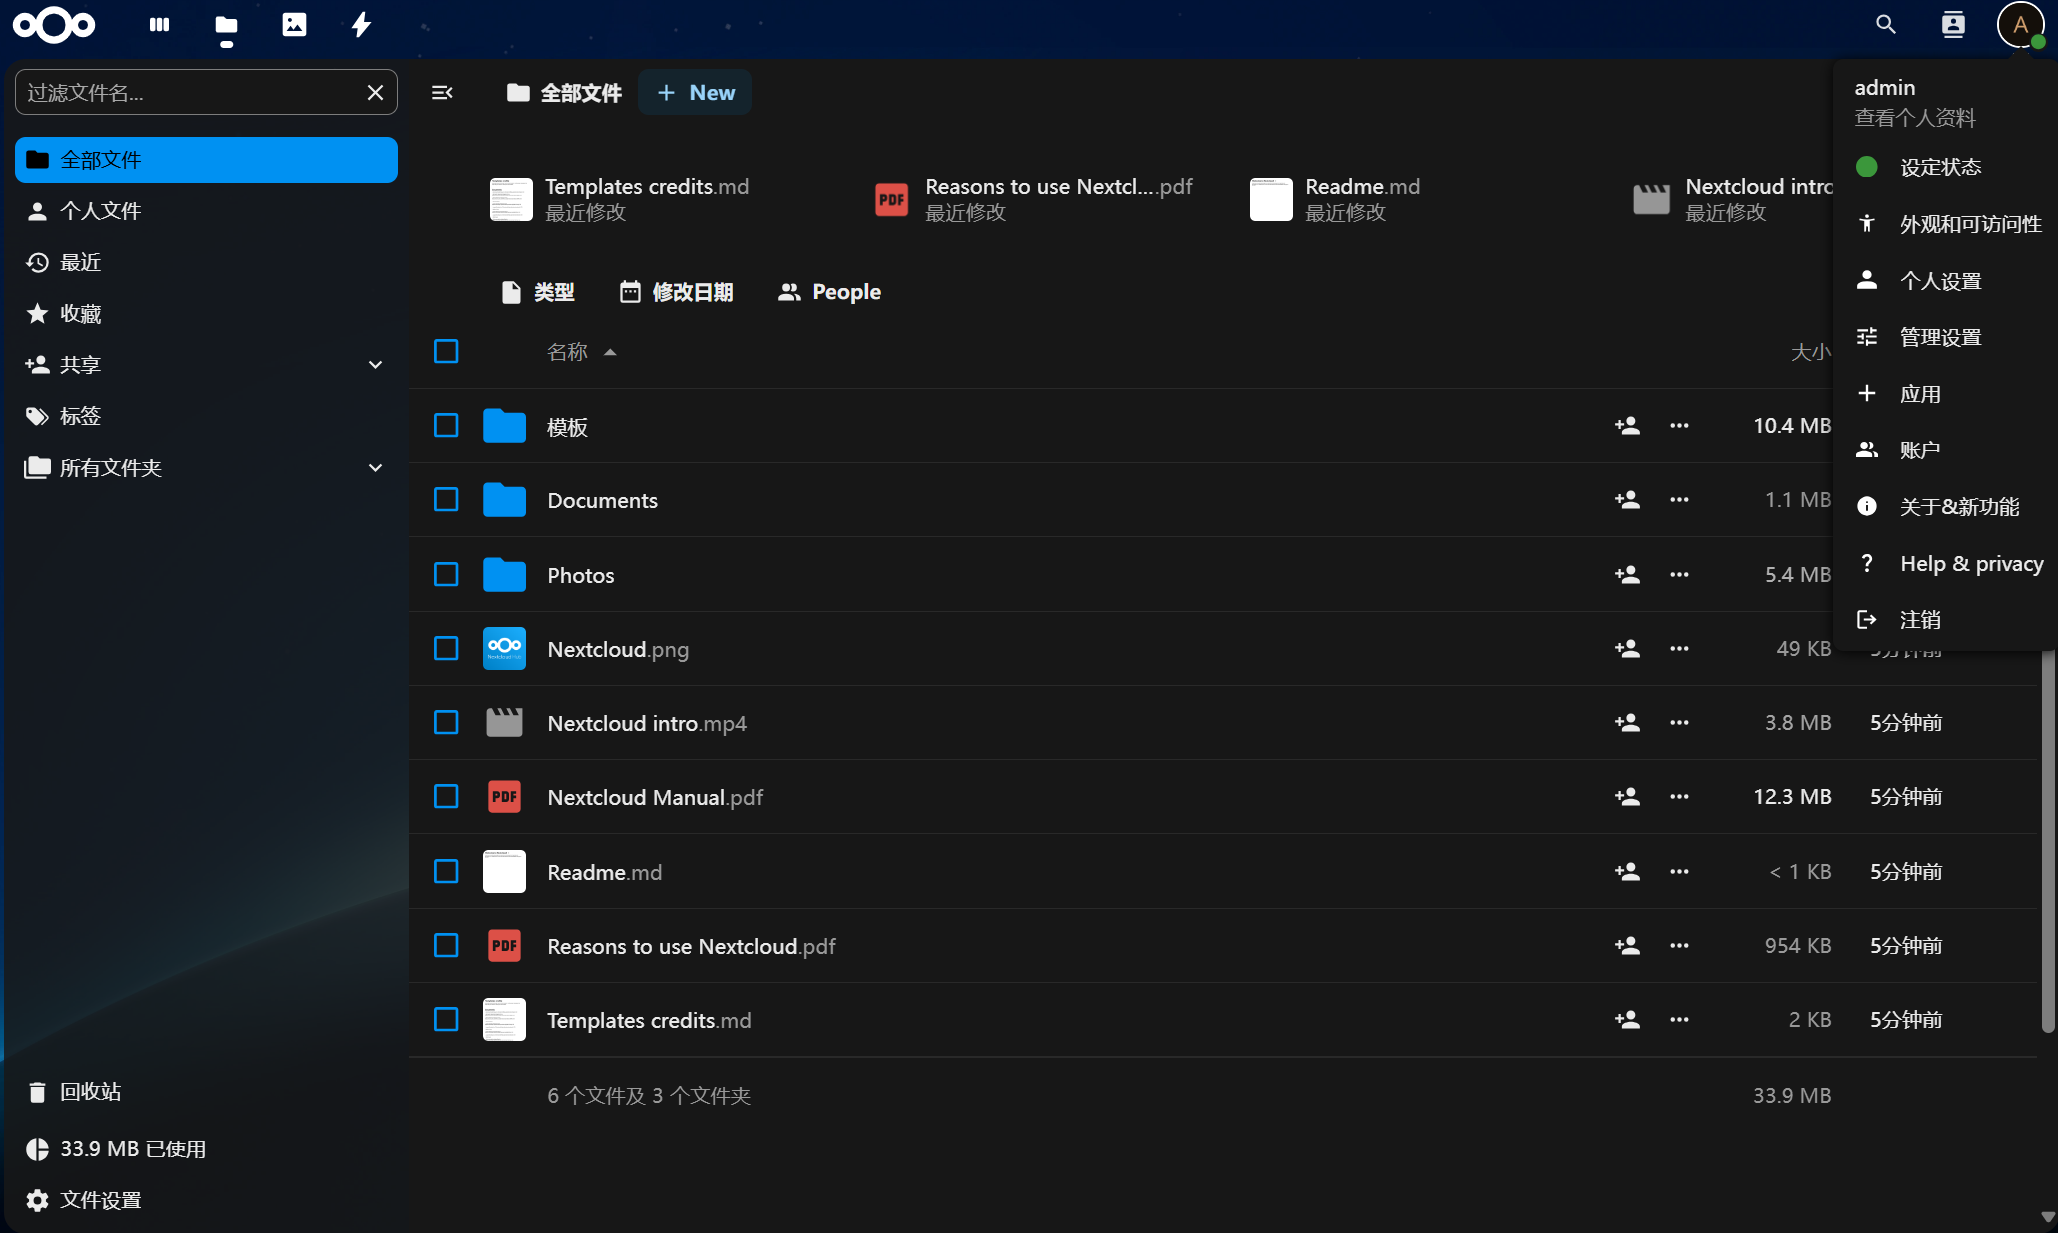 A
过滤文件名...
全部文件
个人文件
最近
收藏
共享
标签
所有文件夹
回收站
33.9 MB 已使用
文件设置
全部文件
New
Templates credits.md
最近修改
Reasons to use Nextcl....pdf
最近修改
Readme.md
最近修改
Nextcloud intro
最近修改
类型
修改日期
People
名称
大小
模板
10.4 MB
Documents
1.1 MB
Photos
5.4 MB
Nextcloud.png
49 KB
5分钟前
Nextcloud intro.mp4
3.8 MB
5分钟前
PDF
Nextcloud Manual.pdf
12.3 MB
5分钟前
Readme.md
< 1 KB
5分钟前
PDF
Reasons to use Nextcloud.pdf
954 KB
5分钟前
Templates credits.md
2 KB
5分钟前
6 个文件及 3 个文件夹
33.9 MB
admin
查看个人资料
设定状态
外观和可访问性
个人设置
管理设置
应用
账户
关于&新功能
Help & privacy
注销